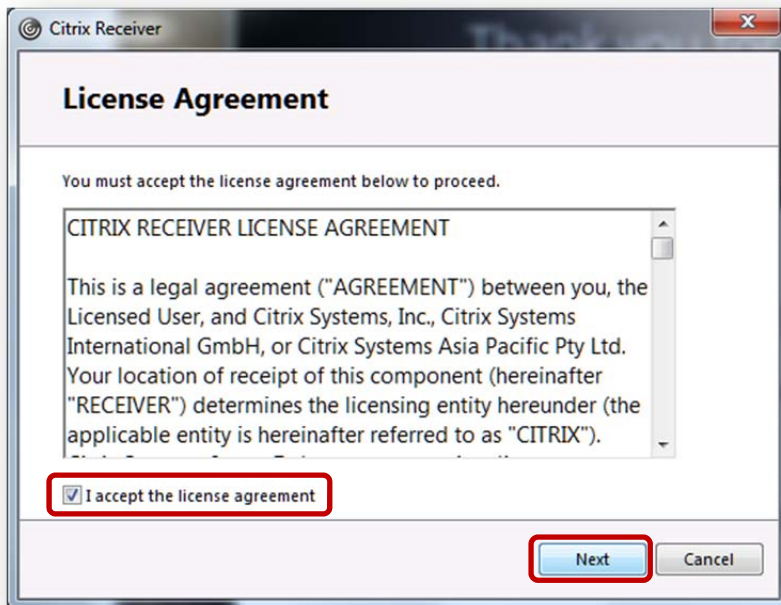 Citrix Receiver
License Agreement
You must accept the license agreement below to proceed.
CITRIX RECEIVER LICENSE AGREEMENT
This is a legal agreement ("AGREEMENT") between you, the
Licensed User, and Citrix Systems, Inc., Citrix Systems
International GmbH, or Citrix Systems Asia Pacific Pty Ltd.
Your location of receipt of this component (hereinafter
"RECEIVER") determines the licensing entity hereunder (the
applicable entity is hereinafter referred to as "CITRIX").
I accept the license agreement
Next
Cancel